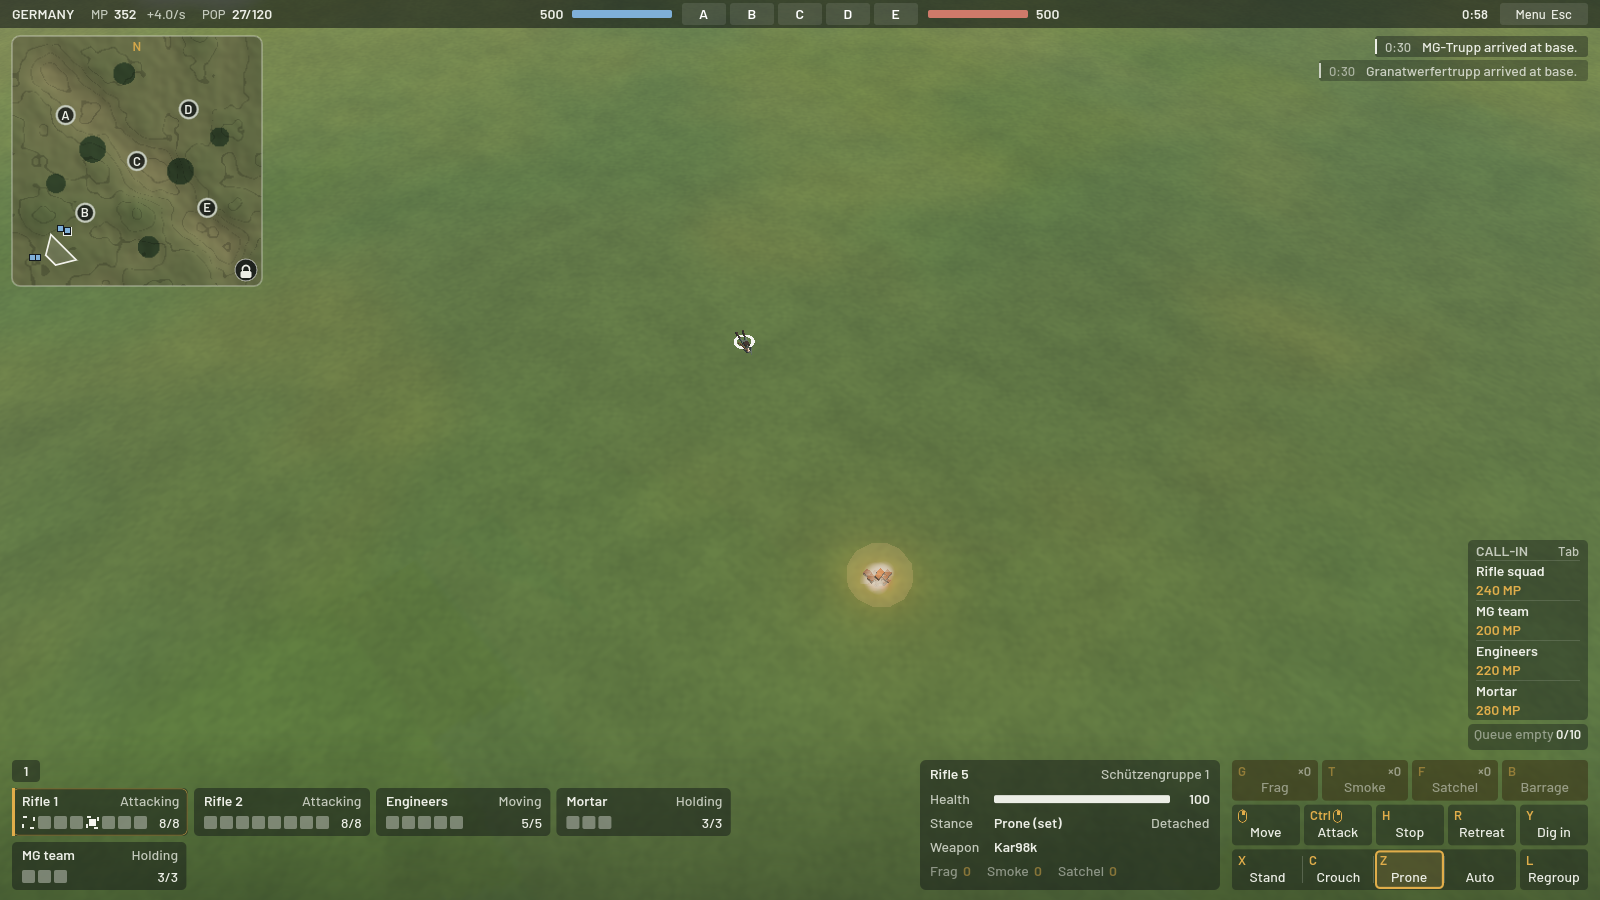 GERMANY MP 352 +4.0/s POP 27/120
500 A B C D E 500
0:58 Menu Esc
0:30 MG-Trupp arrived at base.
0:30 Granatwerfertrupp arrived at base.
N
A
D
C
B
E
CALL-IN Tab
Rifle squad
240 MP
MG team
200 MP
Engineers
220 MP
Mortar
280 MP
Queue empty 0/10
1
Rifle 1 Attacking
8/8
Rifle 2 Attacking
8/8
Engineers Moving
5/5
Mortar Holding
3/3
MG team Holding
3/3
Rifle 5 Schützengruppe 1
Health 100
Stance Prone (set) Detached
Weapon Kar98k
Frag 0 Smoke 0 Satchel 0
G ×0 T ×0 F ×0 B
Frag Smoke Satchel Barrage
Ctrl H R Y
Move Attack Stop Retreat Dig in
X C Z L
Stand Crouch Prone Auto Regroup